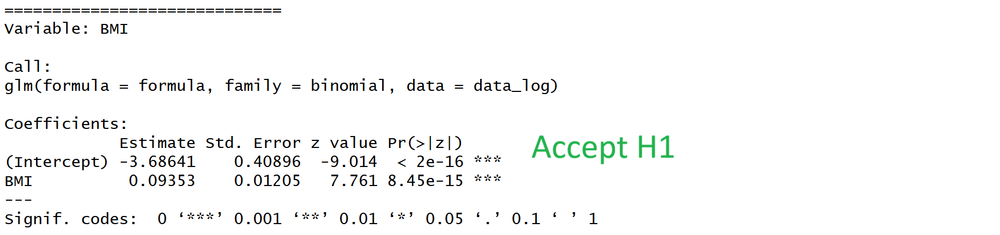 =============================
Variable: BMI
Call:
glm(formula = formula, family = binomial, data = data_log)
Coefficients:
            Estimate Std. Error z value Pr(>|z|)
(Intercept) -3.68641    0.40896  -9.014  < 2e-16 ***
BMI          0.09353    0.01205   7.761 8.45e-15 ***
Accept H1
---
Signif. codes:  0 ‘***’ 0.001 ‘**’ 0.01 ‘*’ 0.05 ‘.’ 0.1 ‘ ’ 1